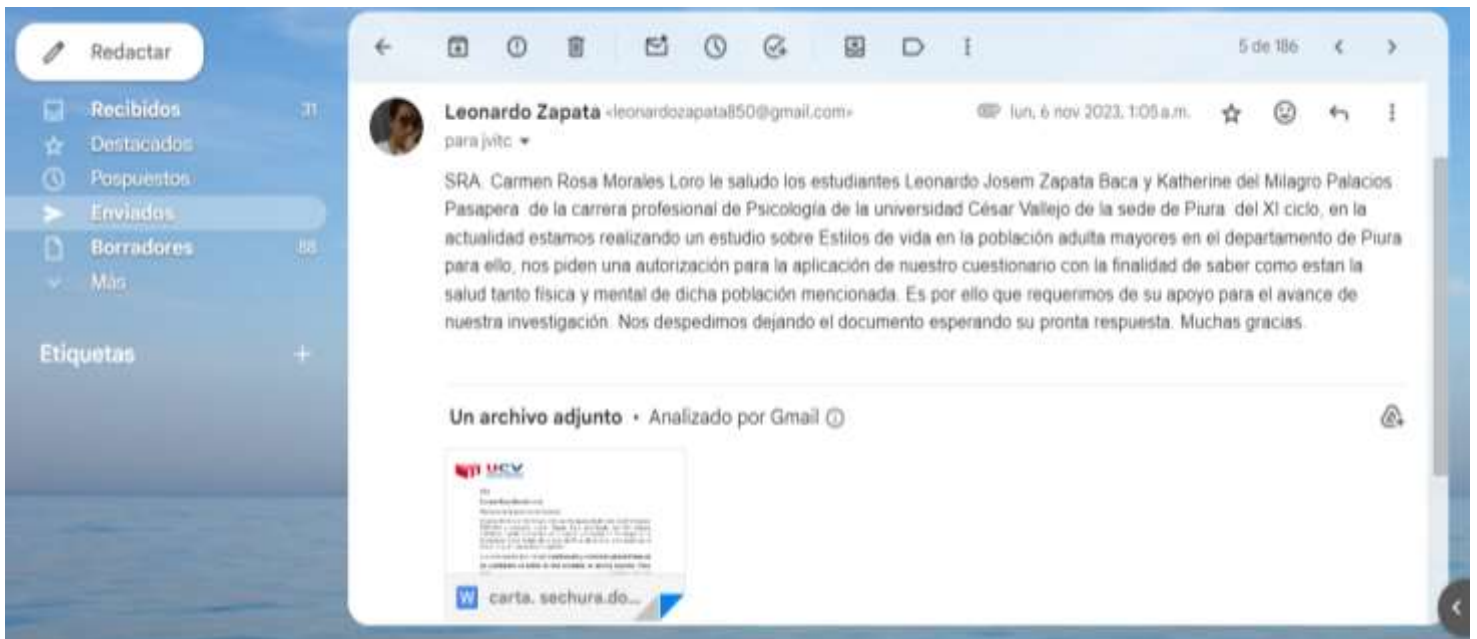 Redactar
5 de 186
Recibidos 31
Destacados
Pospuestos
Enviados
Borradores 88
Más
Etiquetas
Leonardo Zapata <leonardozapata850@gmail.com>
lun, 6 nov 2023, 1:05 a.m.
para jvitc
SRA. Carmen Rosa Morales Loro le saludo los estudiantes Leonardo Josem Zapata Baca y Katherine del Milagro Palacios
Pasapera de la carrera profesional de Psicología de la universidad César Vallejo de la sede de Piura del XI ciclo, en la
actualidad estamos realizando un estudio sobre Estilos de vida en la población adulta mayores en el departamento de Piura
para ello, nos piden una autorización para la aplicación de nuestro cuestionario con la finalidad de saber como estan la
salud tanto física y mental de dicha población mencionada. Es por ello que requerimos de su apoyo para el avance de
nuestra investigación. Nos despedimos dejando el documento esperando su pronta respuesta. Muchas gracias.
Un archivo adjunto • Analizado por Gmail
UCV
W carta. sechura.do...